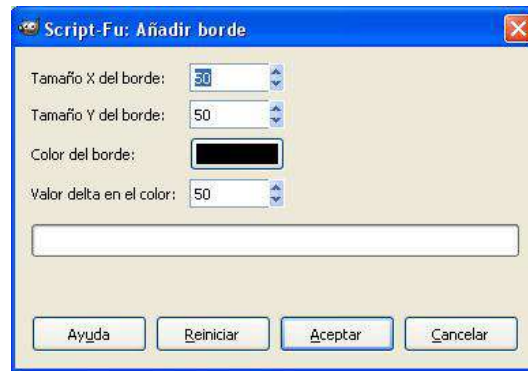 Script-Fu: Añadir borde
Tamaño X del borde: 50
Tamaño Y del borde: 50
Color del borde:
Valor delta en el color: 50
Ayuda Reiniciar Aceptar Cancelar